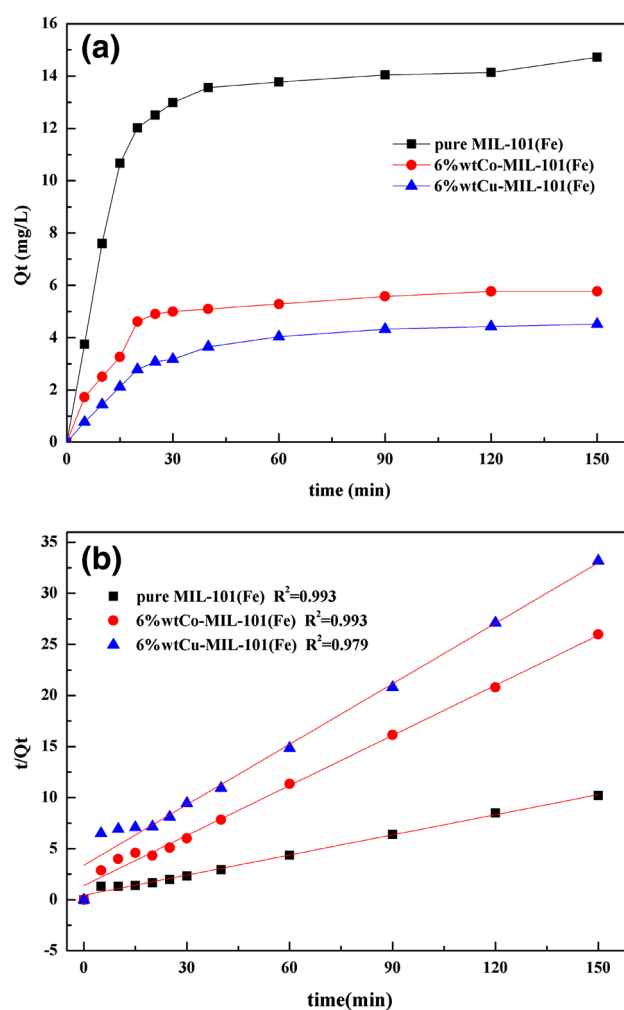 (a)
16
14
12
10
8
6
4
2
0
Qt (mg/L)
pure MIL-101(Fe)
6%wtCo-MIL-101(Fe)
6%wtCu-MIL-101(Fe)
0 30 60 90 120 150
time (min)
(b)
35
30
25
20
15
10
5
0
-5
t/Qt
pure MIL-101(Fe) R²=0.993
6%wtCo-MIL-101(Fe) R²=0.993
6%wtCu-MIL-101(Fe) R²=0.979
0 30 60 90 120 150
time(min)